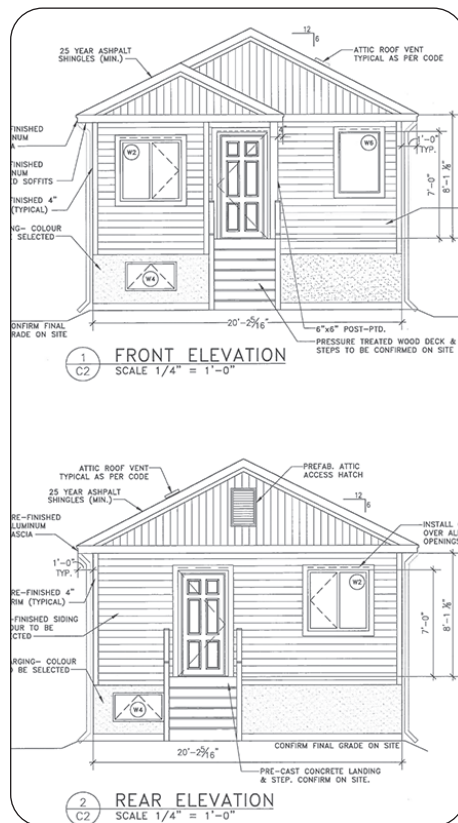 12
6
25 YEAR ASHPALT
SHINGLES (MIN.)
ATTIC ROOF VENT
TYPICAL AS PER CODE
FINISHED
NUM
A
FINISHED
NUM
ED SOFFITS
FINISHED 4"
(TYPICAL)
NG- COLOUR
SELECTED
W2
4"
W6
1'-0"
TYP.
7'-0"
8'-1 1/8"
W4
CONFIRM FINAL
GRADE ON SITE
20'-2 5/16"
6"x6" POST-PTD.
PRESSURE TREATED WOOD DECK &
STEPS TO BE CONFIRMED ON SITE
1
C2
FRONT ELEVATION
SCALE 1/4" = 1'-0"
ATTIC ROOF VENT
TYPICAL AS PER CODE
25 YEAR ASHPALT
SHINGLES (MIN.)
PREFAB. ATTIC
ACCESS HATCH
12
6
RE-FINISHED
LUMINUM
ASCIA
1'-0"
TYP.
INSTALL
OVER AL
OPENINGS
RE-FINISHED 4"
RIM (TYPICAL)
-FINISHED SIDING
OUR TO BE
CTED
ARGING- COLOUR
O BE SELECTED
W2
7'-0"
8'-1 1/8"
W4
20'-2 5/16"
CONFIRM FINAL GRADE ON SITE
PRE-CAST CONCRETE LANDING
& STEP. CONFIRM ON SITE.
2
C2
REAR ELEVATION
SCALE 1/4" = 1'-0"